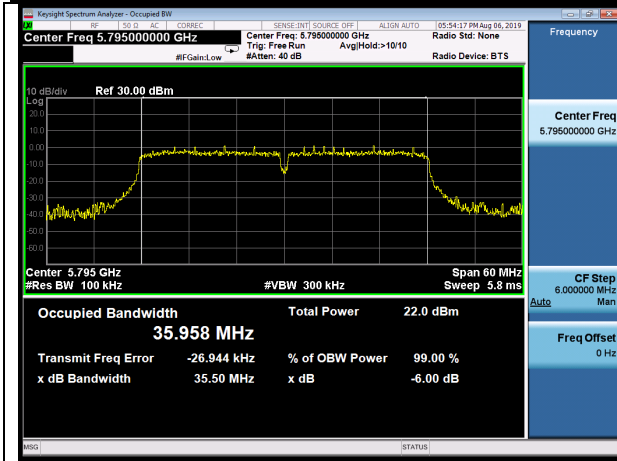 Keysight Spectrum Analyzer - Occupied BW
LXI RF 50 Ω AC CORREC SENSE:INT SOURCE OFF ALIGN AUTO 05:54:17 PM Aug 06, 2019
Center Freq 5.795000000 GHz Center Freq: 5.795000000 GHz Radio Std: None Frequency
Trig: Free Run Avg|Hold:>10/10
#IFGain:Low #Atten: 40 dB Radio Device: BTS
10 dB/div Ref 30.00 dBm
Log
20.0
10.0
0.00
-10.0
-20.0
-30.0
-40.0
-50.0
-60.0
Center 5.795 GHz Span 60 MHz
#Res BW 100 kHz #VBW 300 kHz Sweep 5.8 ms
Occupied Bandwidth Total Power 22.0 dBm
35.958 MHz
Transmit Freq Error -26.944 kHz % of OBW Power 99.00 %
x dB Bandwidth 35.50 MHz x dB -6.00 dB
Center Freq
5.795000000 GHz
CF Step
6.000000 MHz
Auto Man
Freq Offset
0 Hz
MSG STATUS